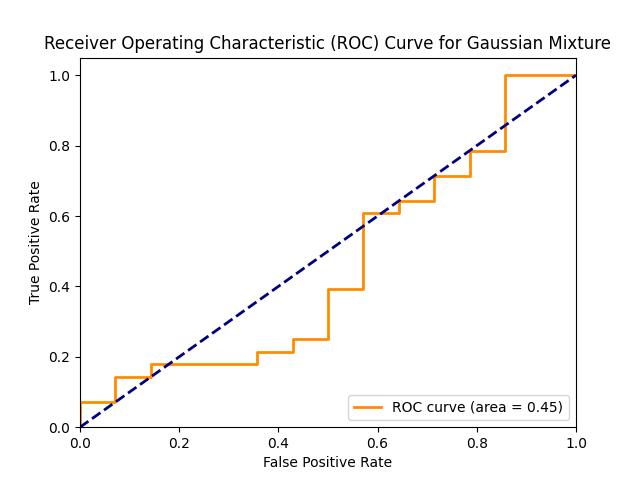 Receiver Operating Characteristic (ROC) Curve for Gaussian Mixture
1.0
0.8
0.6
0.4
0.2
0.0
True Positive Rate
ROC curve (area = 0.45)
0.0 0.2 0.4 0.6 0.8 1.0
False Positive Rate